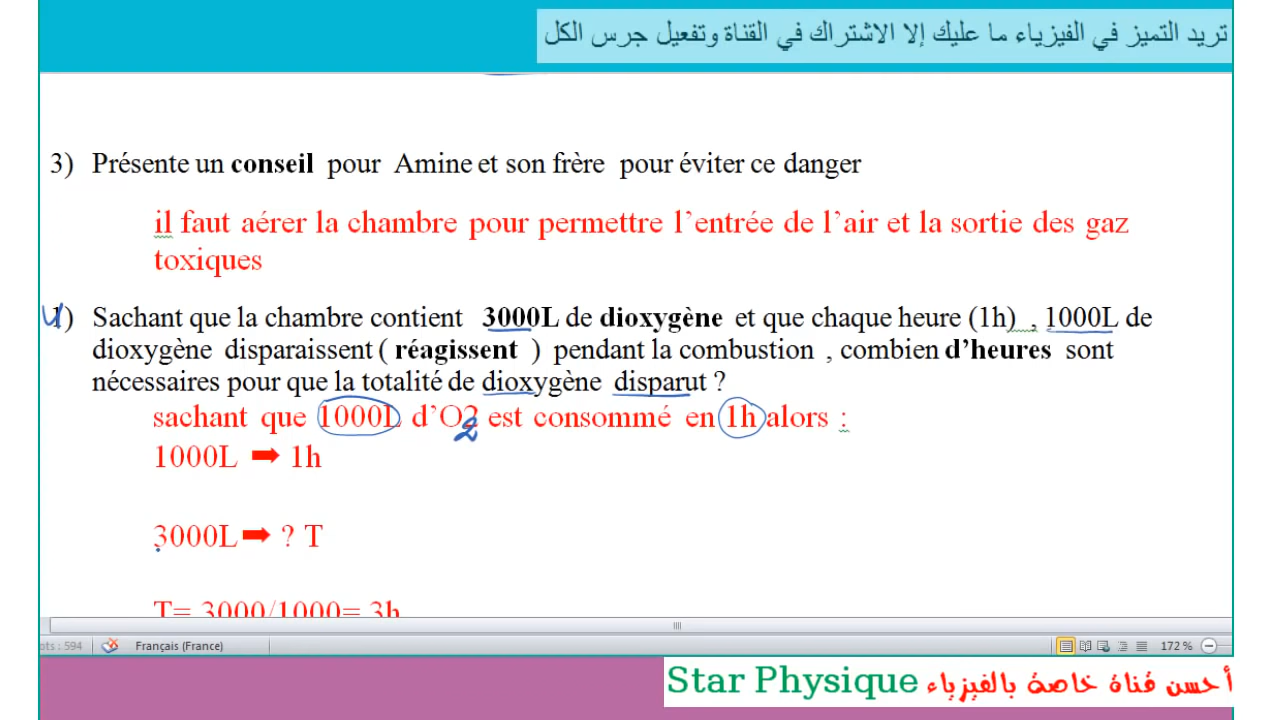 تريد التميز في الفيزياء ما عليك إلا الاشتراك في القناة وتفعيل جرس الكل
3) Présente un conseil pour Amine et son frère pour éviter ce danger
il faut aérer la chambre pour permettre l’entrée de l’air et la sortie des gaz
toxiques
4) Sachant que la chambre contient 3000L de dioxygène et que chaque heure (1h) , 1000L de
dioxygène disparaissent ( réagissent ) pendant la combustion , combien d’heures sont
nécessaires pour que la totalité de dioxygène disparut ?
sachant que 1000L d’O2 est consommé en 1h alors :
1000L ➡ 1h
3000L ➡ ? T
T= 3000/1000= 3h
ots : 594 Français (France) 172 %
Star Physique أحسن قناة خاصة بالفيزياء